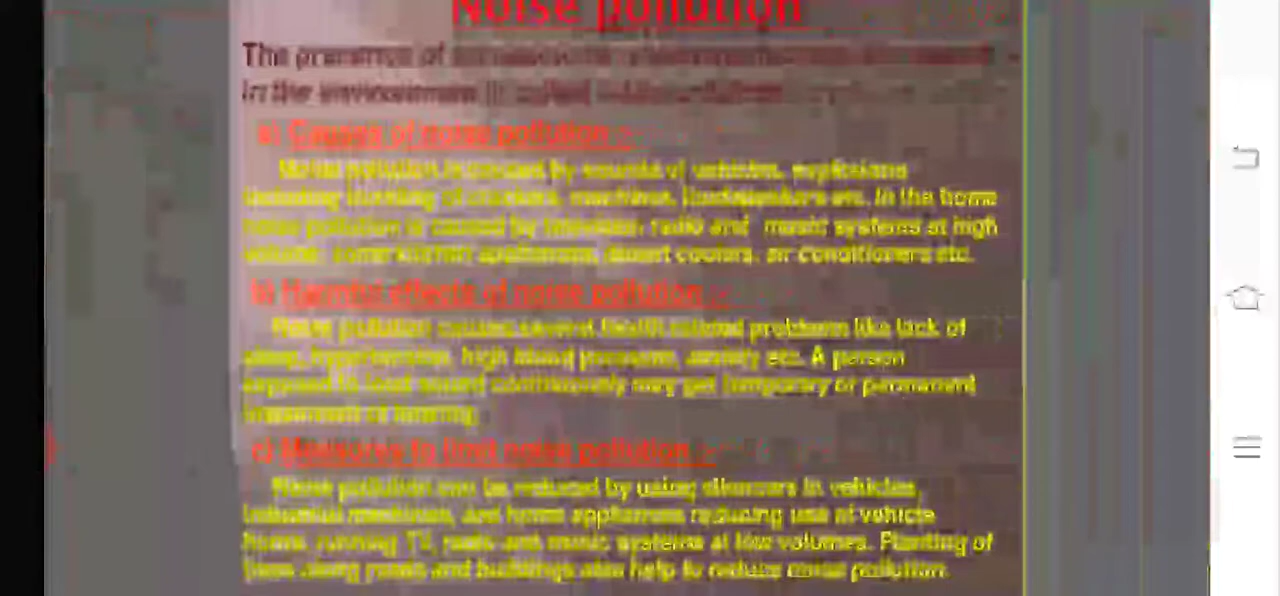 Noise pollution
The presence of
in the environment is called
a) Causes of noise pollution :-
Noise pollution is caused by sounds of vehicles, explosions
including bursting of crackers, machines, loudspeakers etc. In the home
noise pollution is caused by television radio and music systems at high
volume, some kitchen appliances, desert coolers, air conditioners etc.
b) Harmful effects of noise pollution :-
Noise pollution causes several health related problems like lack of
sleep, hypertension, high blood pressure, anxiety etc. A person
exposed to loud sound continuously may get temporary or permanent
impairment of hearing.
c) Measures to limit noise pollution :-
Noise pollution can be reduced by using silencers in vehicles,
industrial machines, and home appliances reducing use of vehicle
horns, running TV, radio and music systems at low volumes. Planting of
trees along roads and buildings also help to reduce noise pollution.